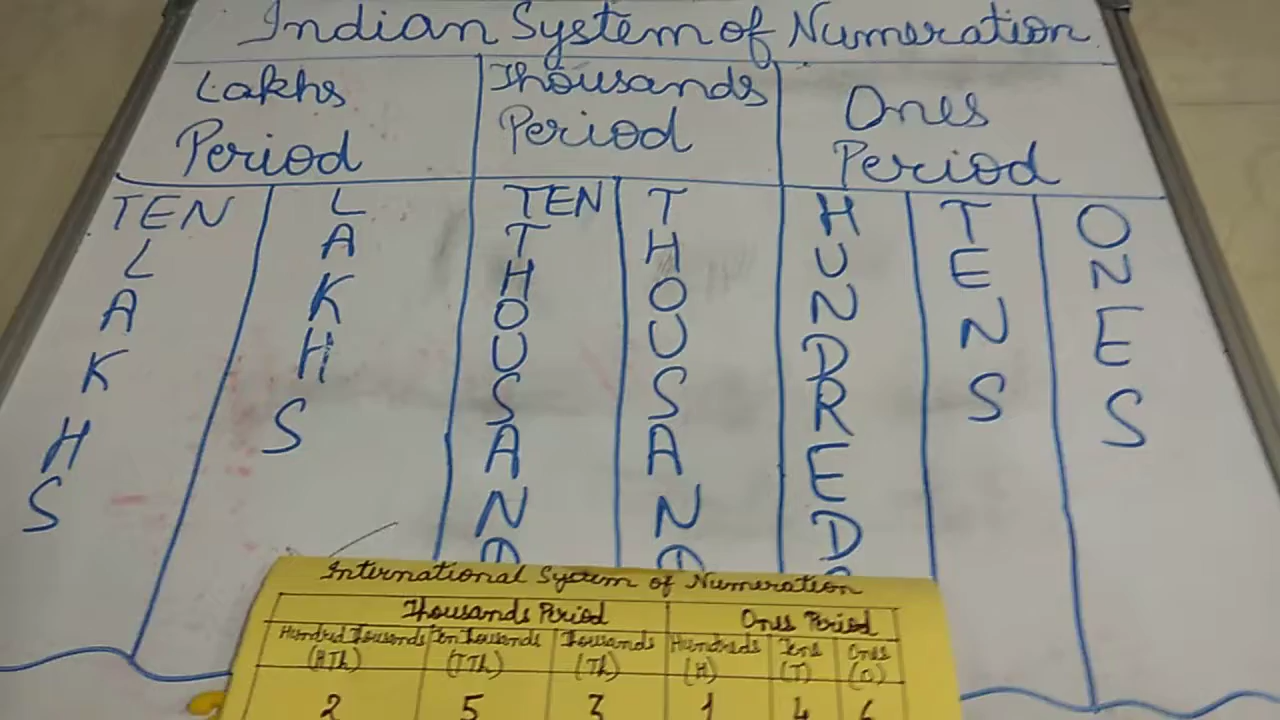 Indian System of Numeration
Lakhs Period
Thousands Period
Ones Period
TEN LAKHS
LAKHS
TEN THOUSAND
THOUSAND
HUNDRED
TENS
ONES
International System of Numeration
Thousands Period Ones Period
Hundred Thousands Ten Thousands Thousands Hundreds Tens Ones
(HTh) (TTh) (Th) (H) (T) (O)
2 5 3 1 4 6